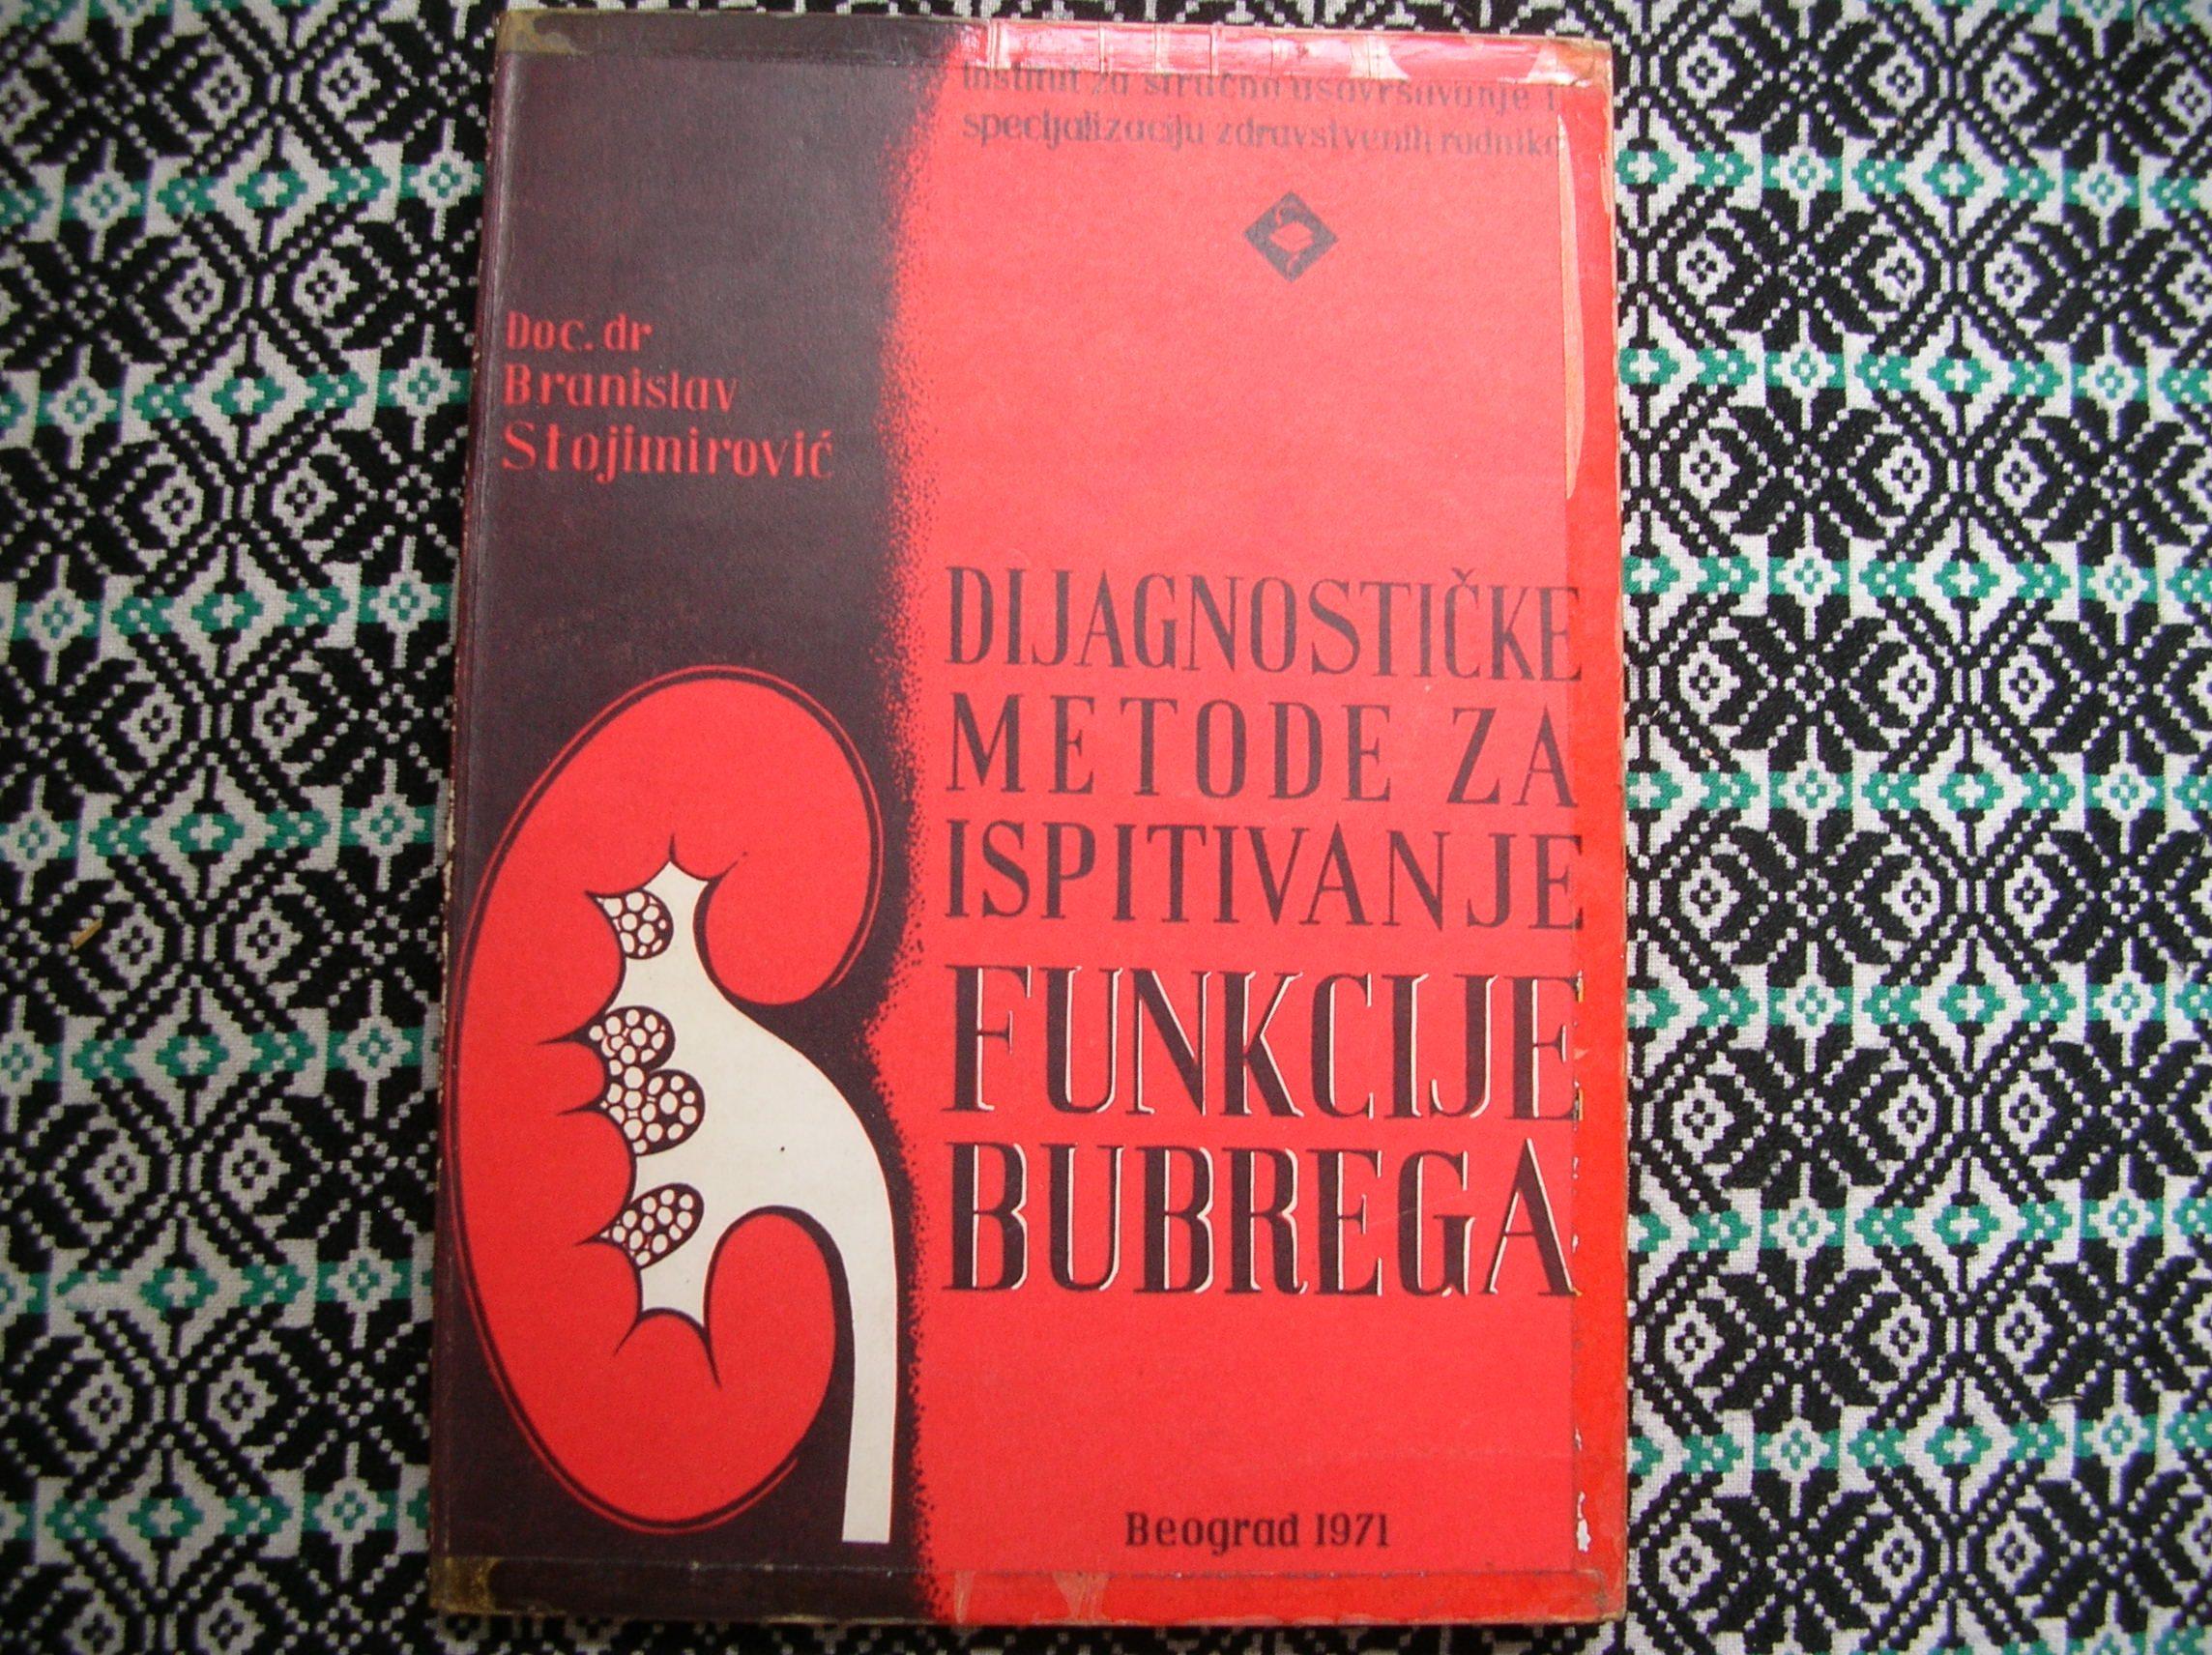 Institut za stručno usavršavanje i
specijalizaciju zdravstvenih radnika
Doc. dr
Branislav
Stojimirović
DIJAGNOSTIČKE
METODE ZA
ISPITIVANJE
FUNKCIJE
BUBREGA
Beograd 1971